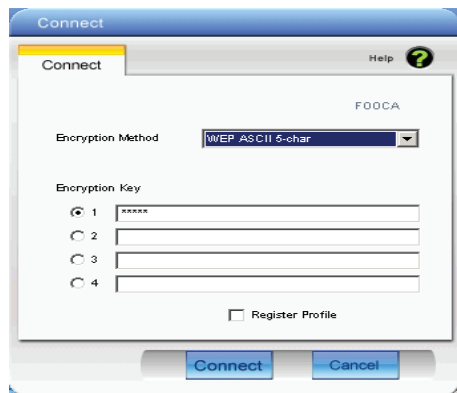 Connect
Connect
Help ?
FOOCA
Encryption Method WEP ASCII 5-char
Encryption Key
1 *****
2
3
4
Register Profile
Connect Cancel